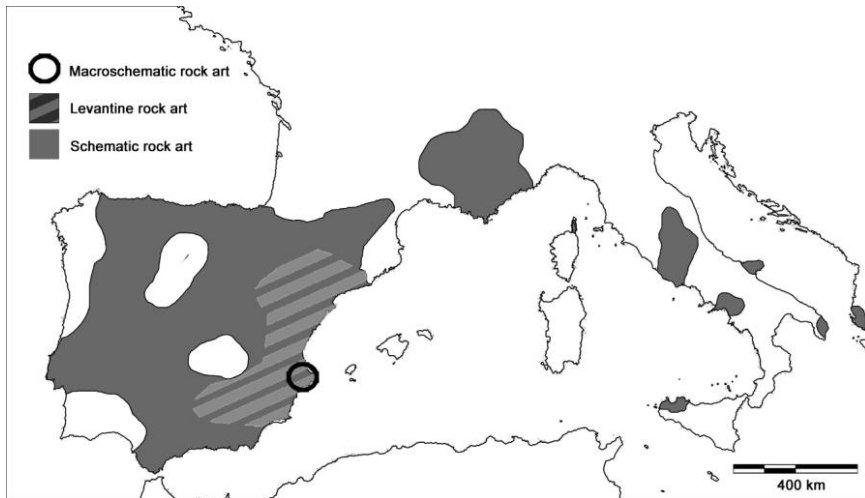 Macroschematic rock art
Levantine rock art
Schematic rock art
400 km